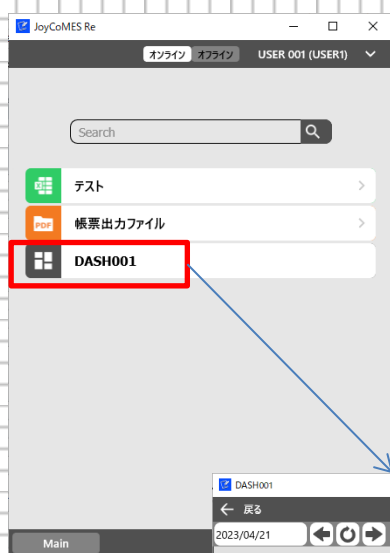 JoyCoMES Re
オンライン オフライン USER 001 (USER1)
Search
テスト
PDF 帳票出力ファイル
DASH001
DASH001
戻る
2023/04/21
Main